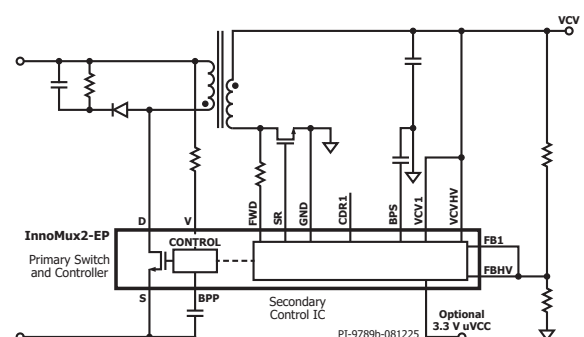 VCV
FWD
SR
GND
CDR1
BPS
VCV1
VCVHV
D
V
InnoMux2-EP
CONTROL
FB1
Primary Switch
and Controller
FBHV
S
BPP
Secondary
Control IC
Optional
3.3 V uVCC
PI-9789b-081225